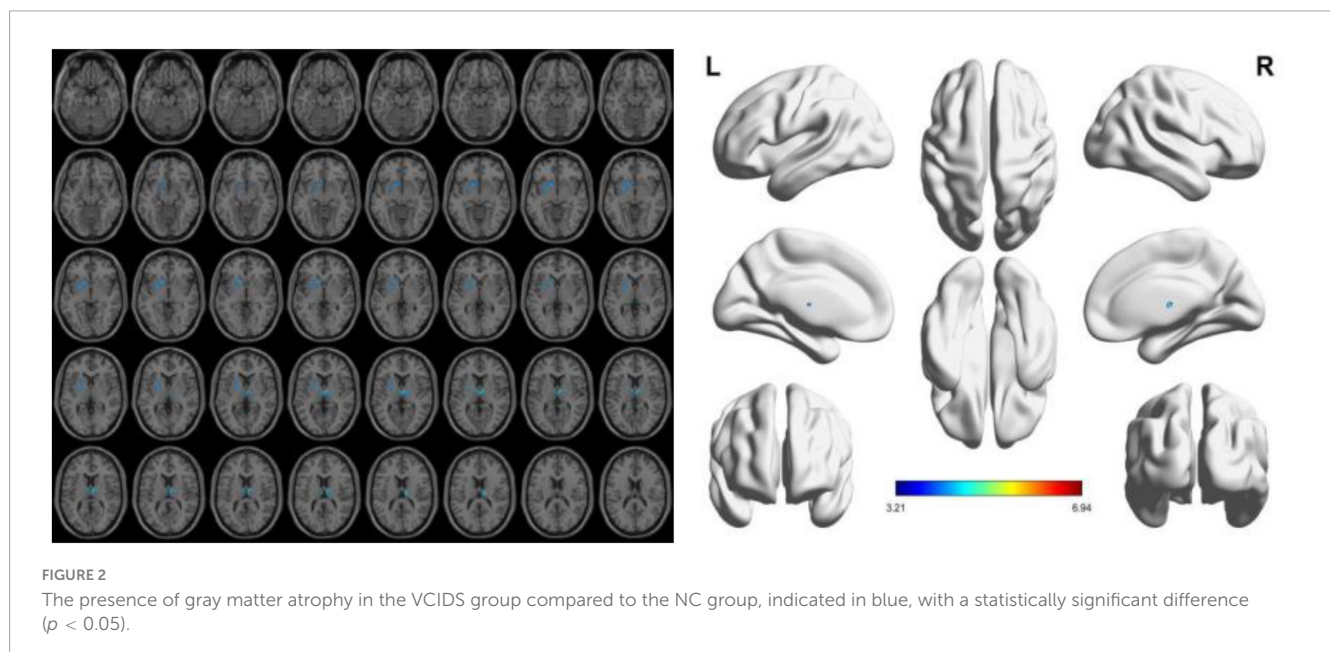 L
R
3.21
6.94
FIGURE 2
The presence of gray matter atrophy in the VCIDS group compared to the NC group, indicated in blue, with a statistically significant difference
(p < 0.05).